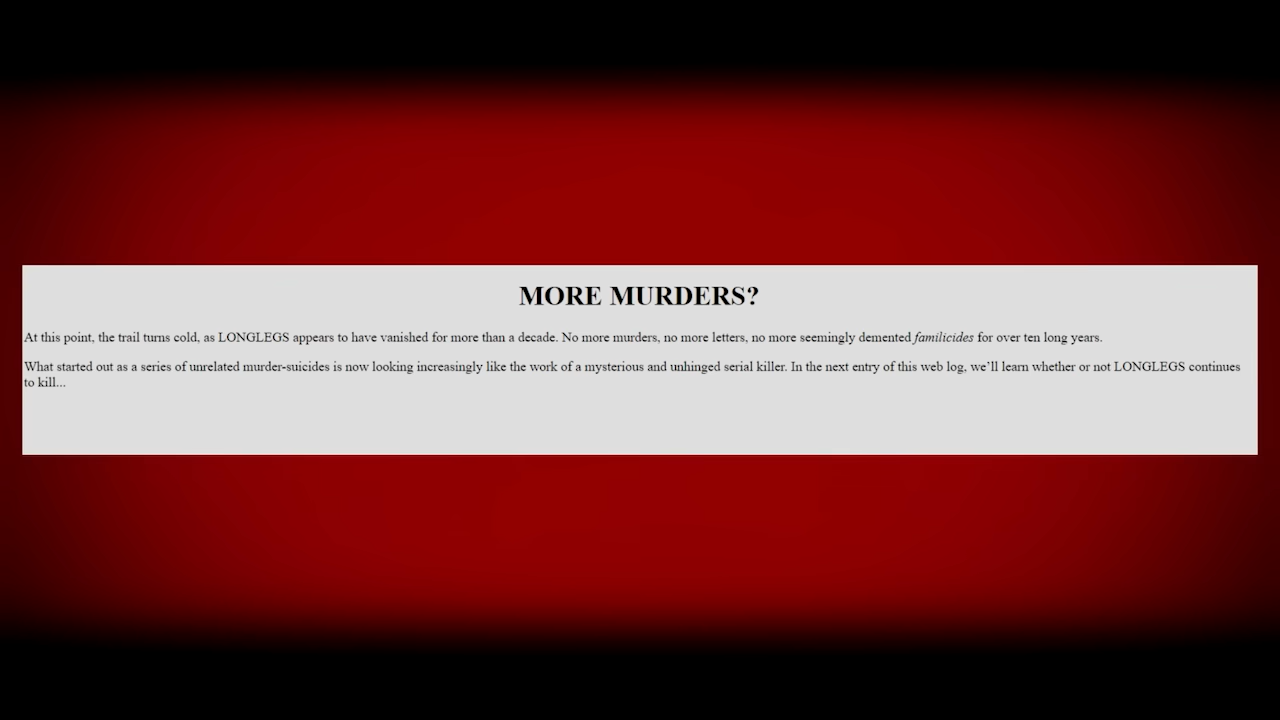 MORE MURDERS?
At this point, the trail turns cold, as LONGLEGS appears to have vanished for more than a decade. No more murders, no more letters, no more seemingly demented familicides for over ten long years.
What started out as a series of unrelated murder-suicides is now looking increasingly like the work of a mysterious and unhinged serial killer. In the next entry of this web log, we’ll learn whether or not LONGLEGS continues
to kill...